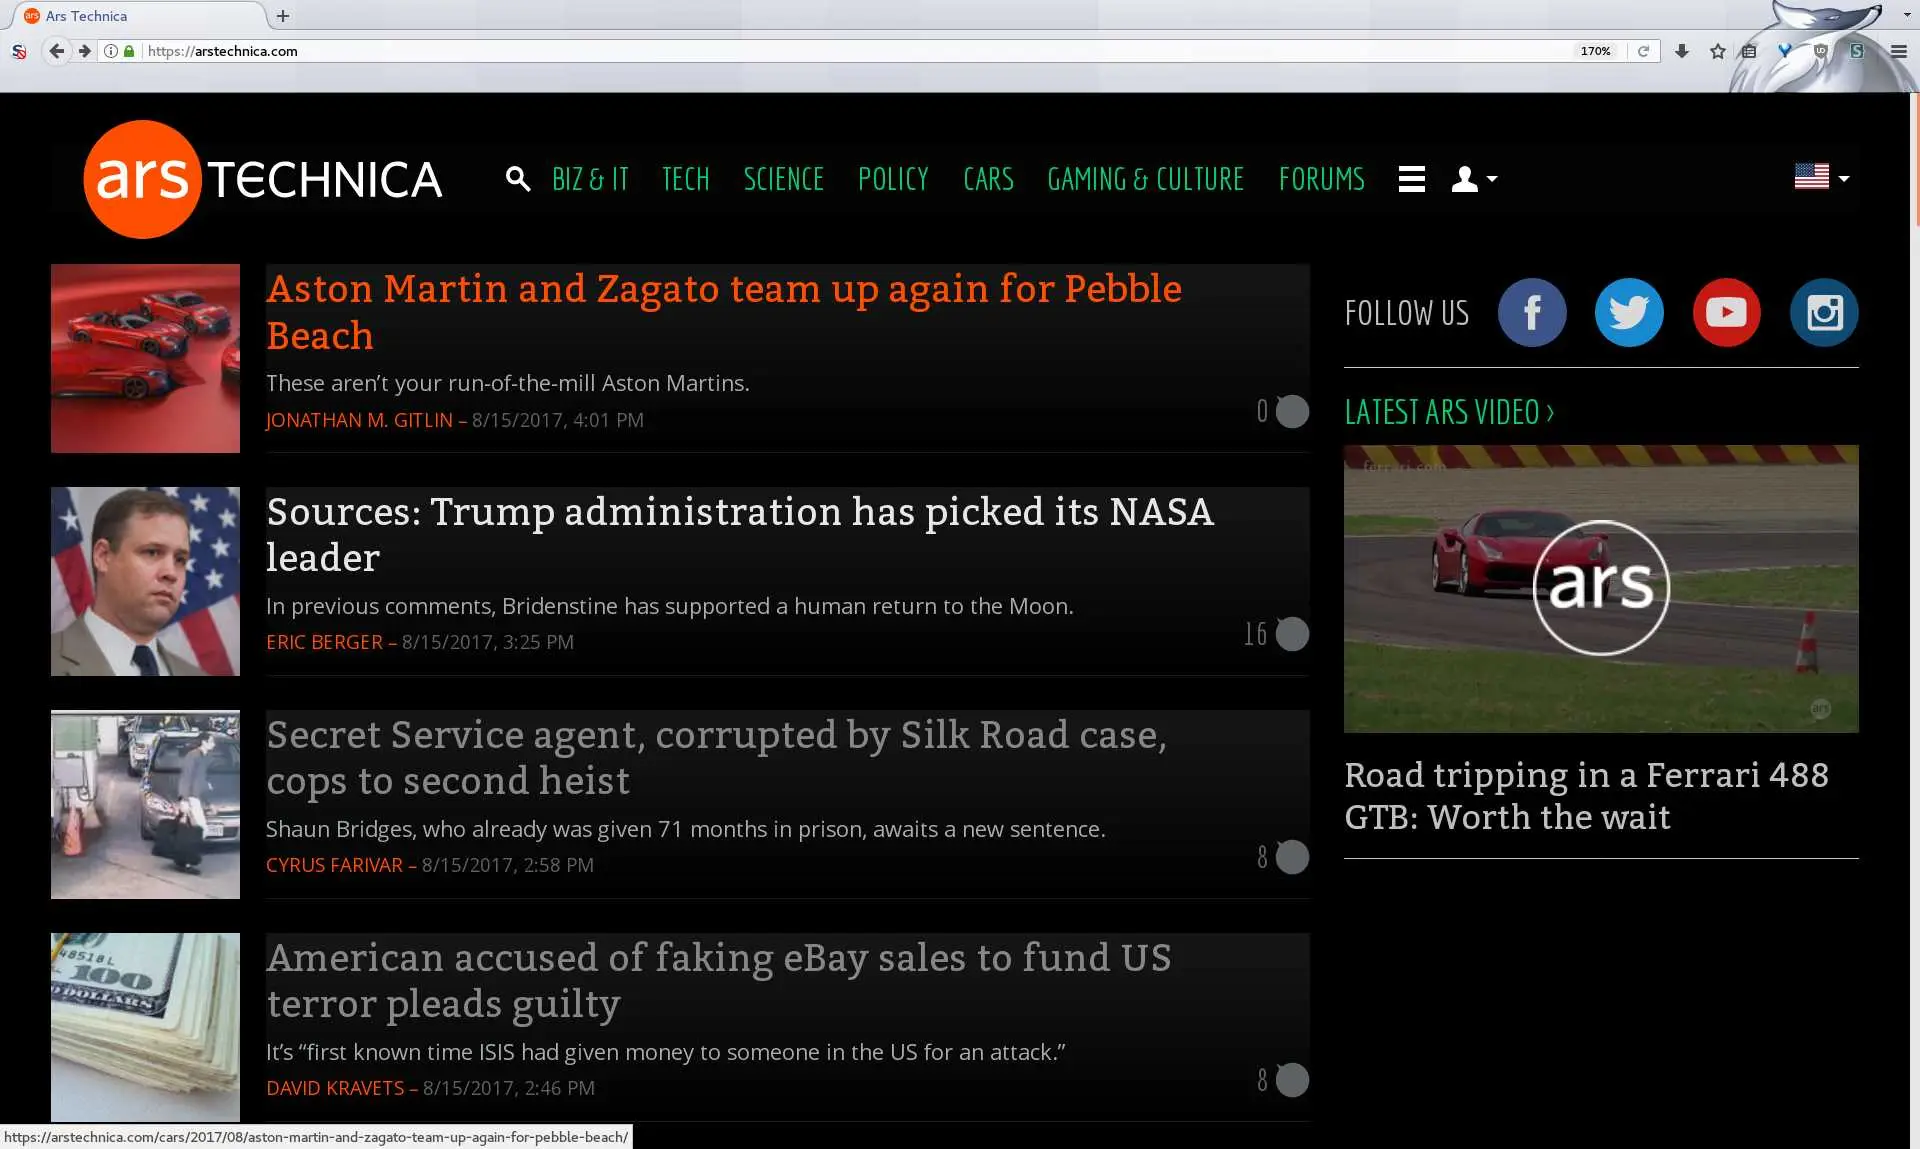 Ars Technica
https://arstechnica.com
170%
ars TECHNICA
BIZ & IT TECH SCIENCE POLICY CARS GAMING & CULTURE FORUMS
Aston Martin and Zagato team up again for Pebble
Beach
These aren’t your run-of-the-mill Aston Martins.
JONATHAN M. GITLIN – 8/15/2017, 4:01 PM
0
Sources: Trump administration has picked its NASA
leader
In previous comments, Bridenstine has supported a human return to the Moon.
ERIC BERGER – 8/15/2017, 3:25 PM
16
Secret Service agent, corrupted by Silk Road case,
cops to second heist
Shaun Bridges, who already was given 71 months in prison, awaits a new sentence.
CYRUS FARIVAR – 8/15/2017, 2:58 PM
8
American accused of faking eBay sales to fund US
terror pleads guilty
It’s “first known time ISIS had given money to someone in the US for an attack.”
DAVID KRAVETS – 8/15/2017, 2:46 PM
8
FOLLOW US
LATEST ARS VIDEO ›
ferrari.com
ars
ars
Road tripping in a Ferrari 488
GTB: Worth the wait
48518L
100
DOLLARS
https://arstechnica.com/cars/2017/08/aston-martin-and-zagato-team-up-again-for-pebble-beach/